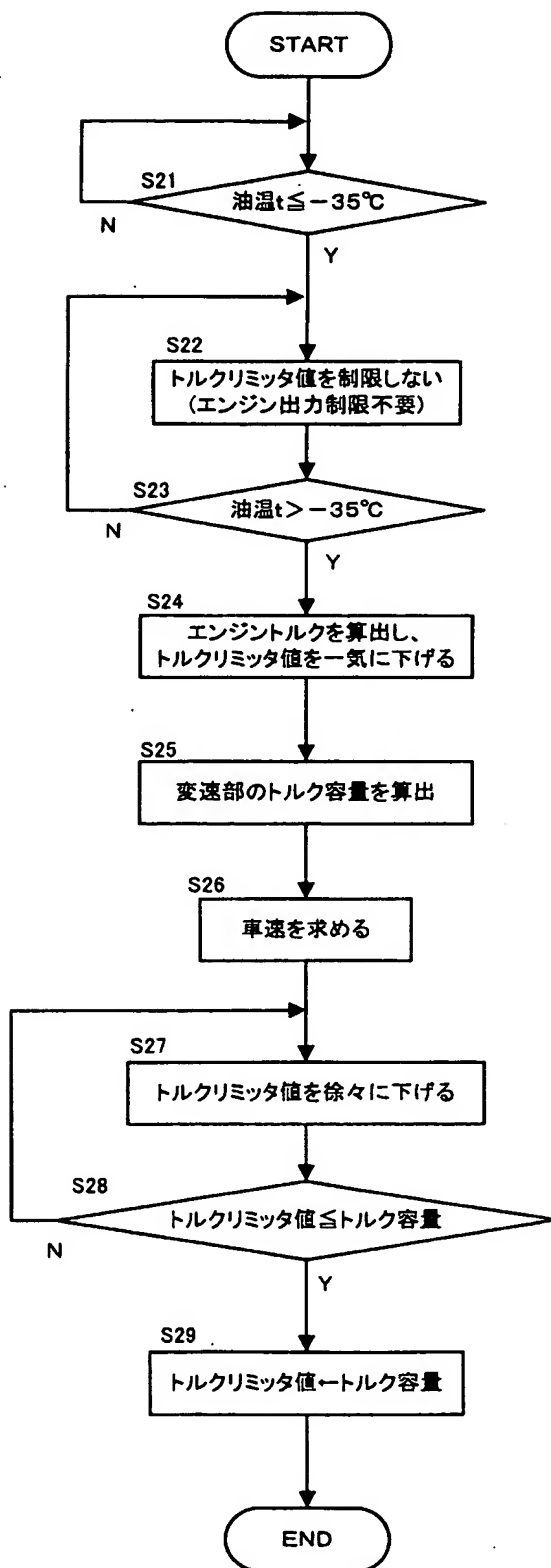 START
S21
油温t≦－35℃
N
Y
S22
トルクリミッタ値を制限しない
(エンジン出力制限不要)
S23
油温t＞－35℃
N
Y
S24
エンジントルクを算出し、
トルクリミッタ値を一気に下げる
S25
変速部のトルク容量を算出
S26
車速を求める
S27
トルクリミッタ値を徐々に下げる
S28
トルクリミッタ値≦トルク容量
N
Y
S29
トルクリミッタ値←トルク容量
END